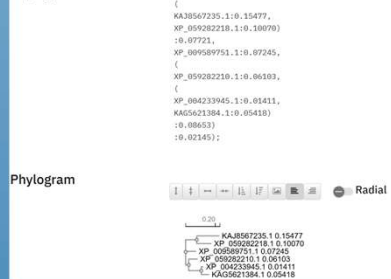 (
KAJ8567235.1:0.15477,
XP_059282218.1:0.10070)
:0.07721,
XP_009589751.1:0.07245,
(
XP_059282210.1:0.06103,
(
XP_004233945.1:0.01411,
KAG5621384.1:0.05418)
:0.08653)
:0.02145);
Phylogram
Radial
0.20
KAJ8567235.1 0.15477
XP_059282218.1 0.10070
XP_009589751.1 0.07245
XP_059282210.1 0.06103
XP_004233945.1 0.01411
KAG5621384.1 0.05418